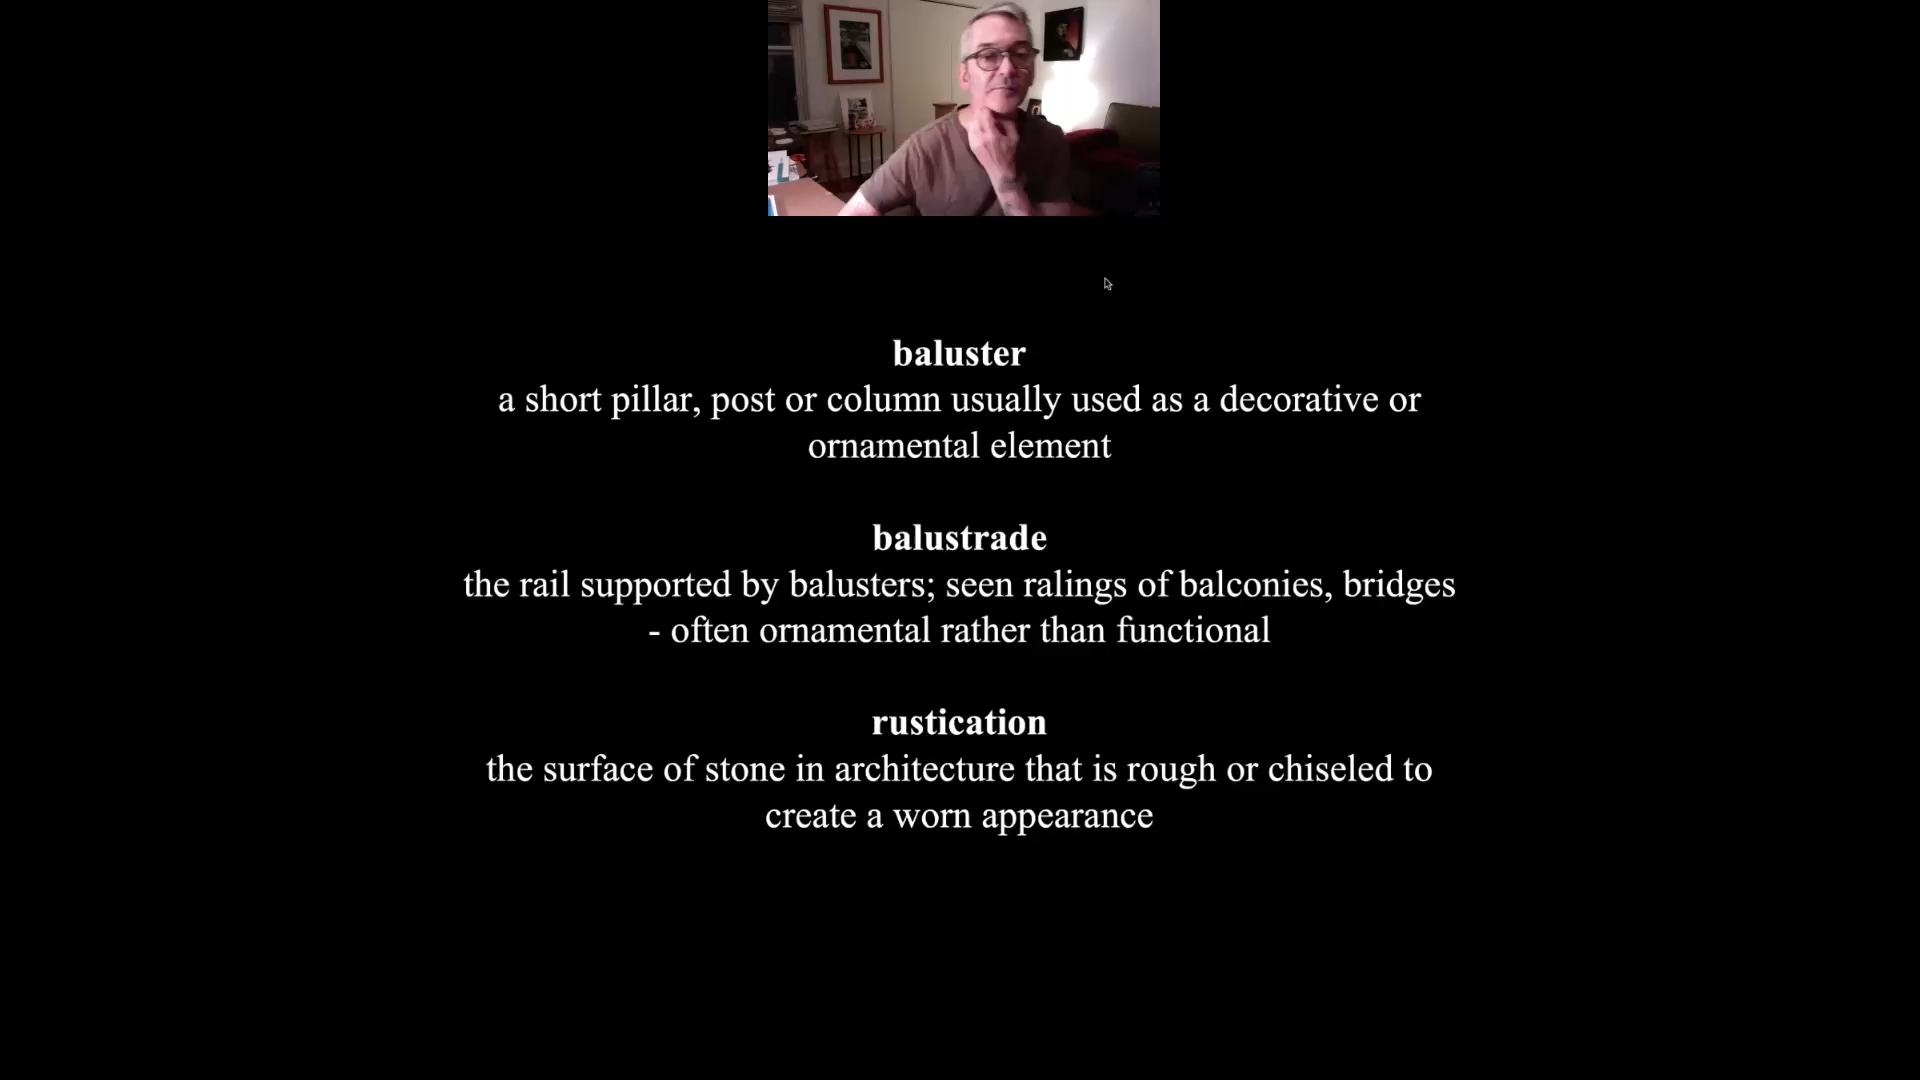 baluster
a short pillar, post or column usually used as a decorative or
ornamental element
balustrade
the rail supported by balusters; seen ralings of balconies, bridges
- often ornamental rather than functional
rustication
the surface of stone in architecture that is rough or chiseled to
create a worn appearance